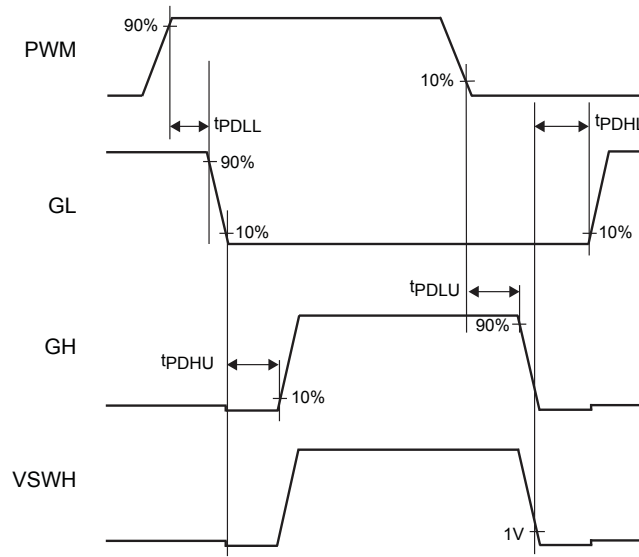 90%
PWM
10%
tPDLL
tPDHL
90%
GL
10%
10%
tPDLU
90%
GH
tPDHU
10%
VSWH
1V